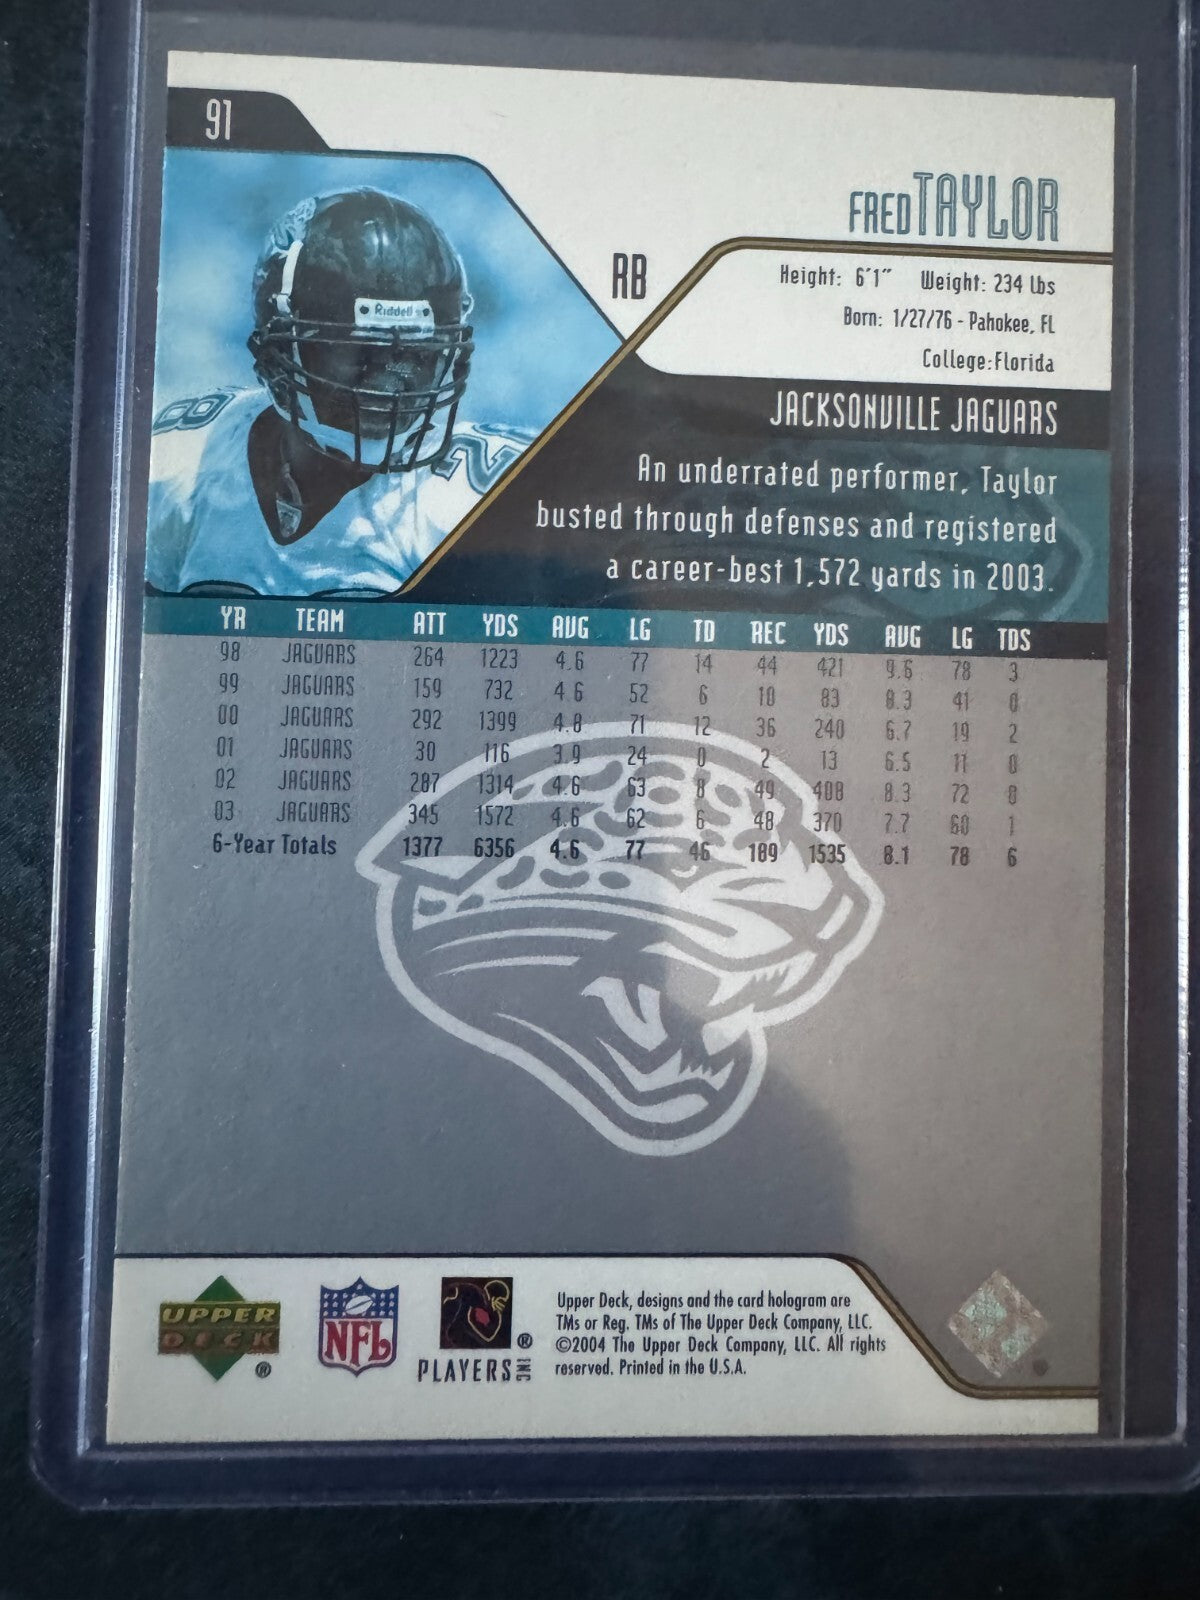 91
FRED TAYLOR
RB
Height: 6'1" Weight: 234 lbs
Born: 1/27/76 - Pahokee, FL
College:Florida
Riddell
JACKSONVILLE JAGUARS
28
An underrated performer, Taylor
busted through defenses and registered
a career-best 1,572 yards in 2003.
YR TEAM ATT YDS AVG LG TD REC YDS AVG LG TDS
98 JAGUARS 264 1223 4.6 77 14 44 421 9.6 78 3
99 JAGUARS 159 732 4.6 52 6 10 83 8.3 41 0
00 JAGUARS 292 1399 4.8 71 12 36 240 6.7 19 2
01 JAGUARS 30 116 3.9 24 0 2 13 6.5 11 0
02 JAGUARS 287 1314 4.6 63 8 49 408 8.3 72 0
03 JAGUARS 345 1572 4.6 62 6 48 370 7.7 60 1
6-Year Totals 1377 6356 4.6 77 46 189 1535 8.1 78 6
UPPER
DECK
®
NFL
PLAYERS INC ®
Upper Deck, designs and the card hologram are
TMs or Reg. TMs of The Upper Deck Company, LLC.
©2004 The Upper Deck Company, LLC. All rights
reserved. Printed in the U.S.A.